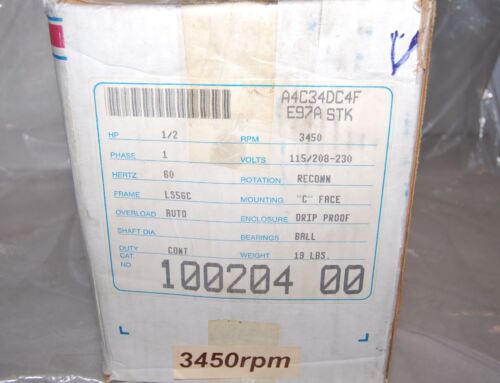 A4C34DC4F
E97A STK
HP 1/2 RPM 3450
PHASE 1 VOLTS 115/208-230
HERTZ 60 ROTATION RECONN
FRAME LS56C MOUNTING "C" FACE
OVERLOAD AUTO ENCLOSURE DRIP PROOF
SHAFT DIA. BEARINGS BALL
DUTY CONT WEIGHT 19 LBS.
CAT. NO. 100204 00
3450rpm